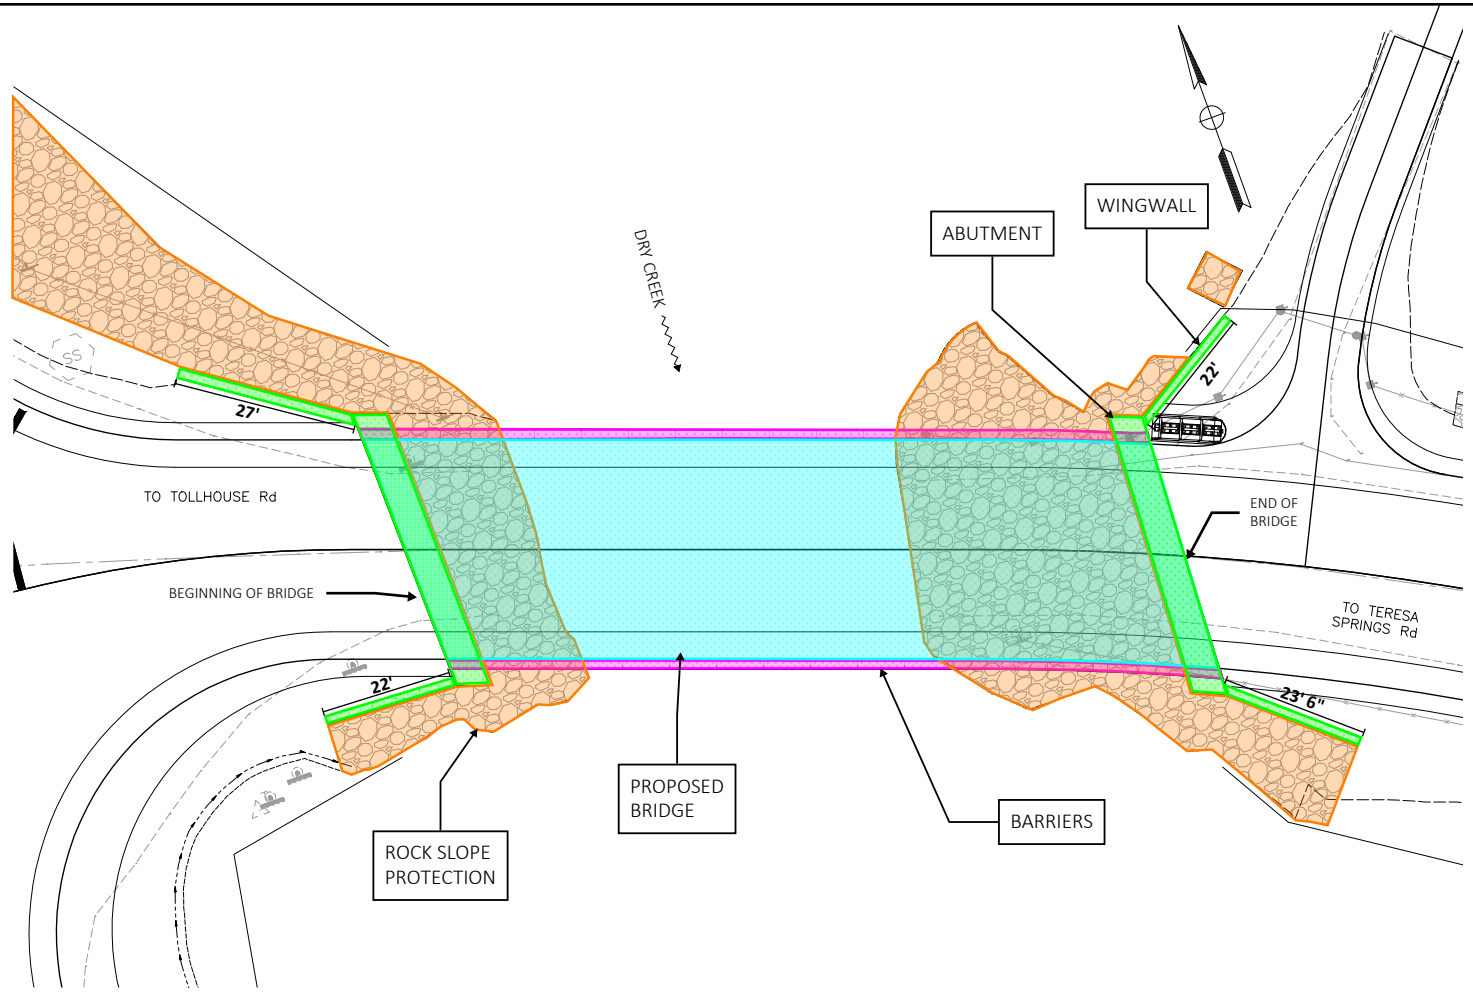 WINGWALL
ABUTMENT
DRY CREEK
SS
27'
22'
TO TOLLHOUSE Rd
END OF
BRIDGE
BEGINNING OF BRIDGE
TO TERESA
SPRINGS Rd
22'
23' 6"
PROPOSED
BRIDGE
BARRIERS
ROCK SLOPE
PROTECTION